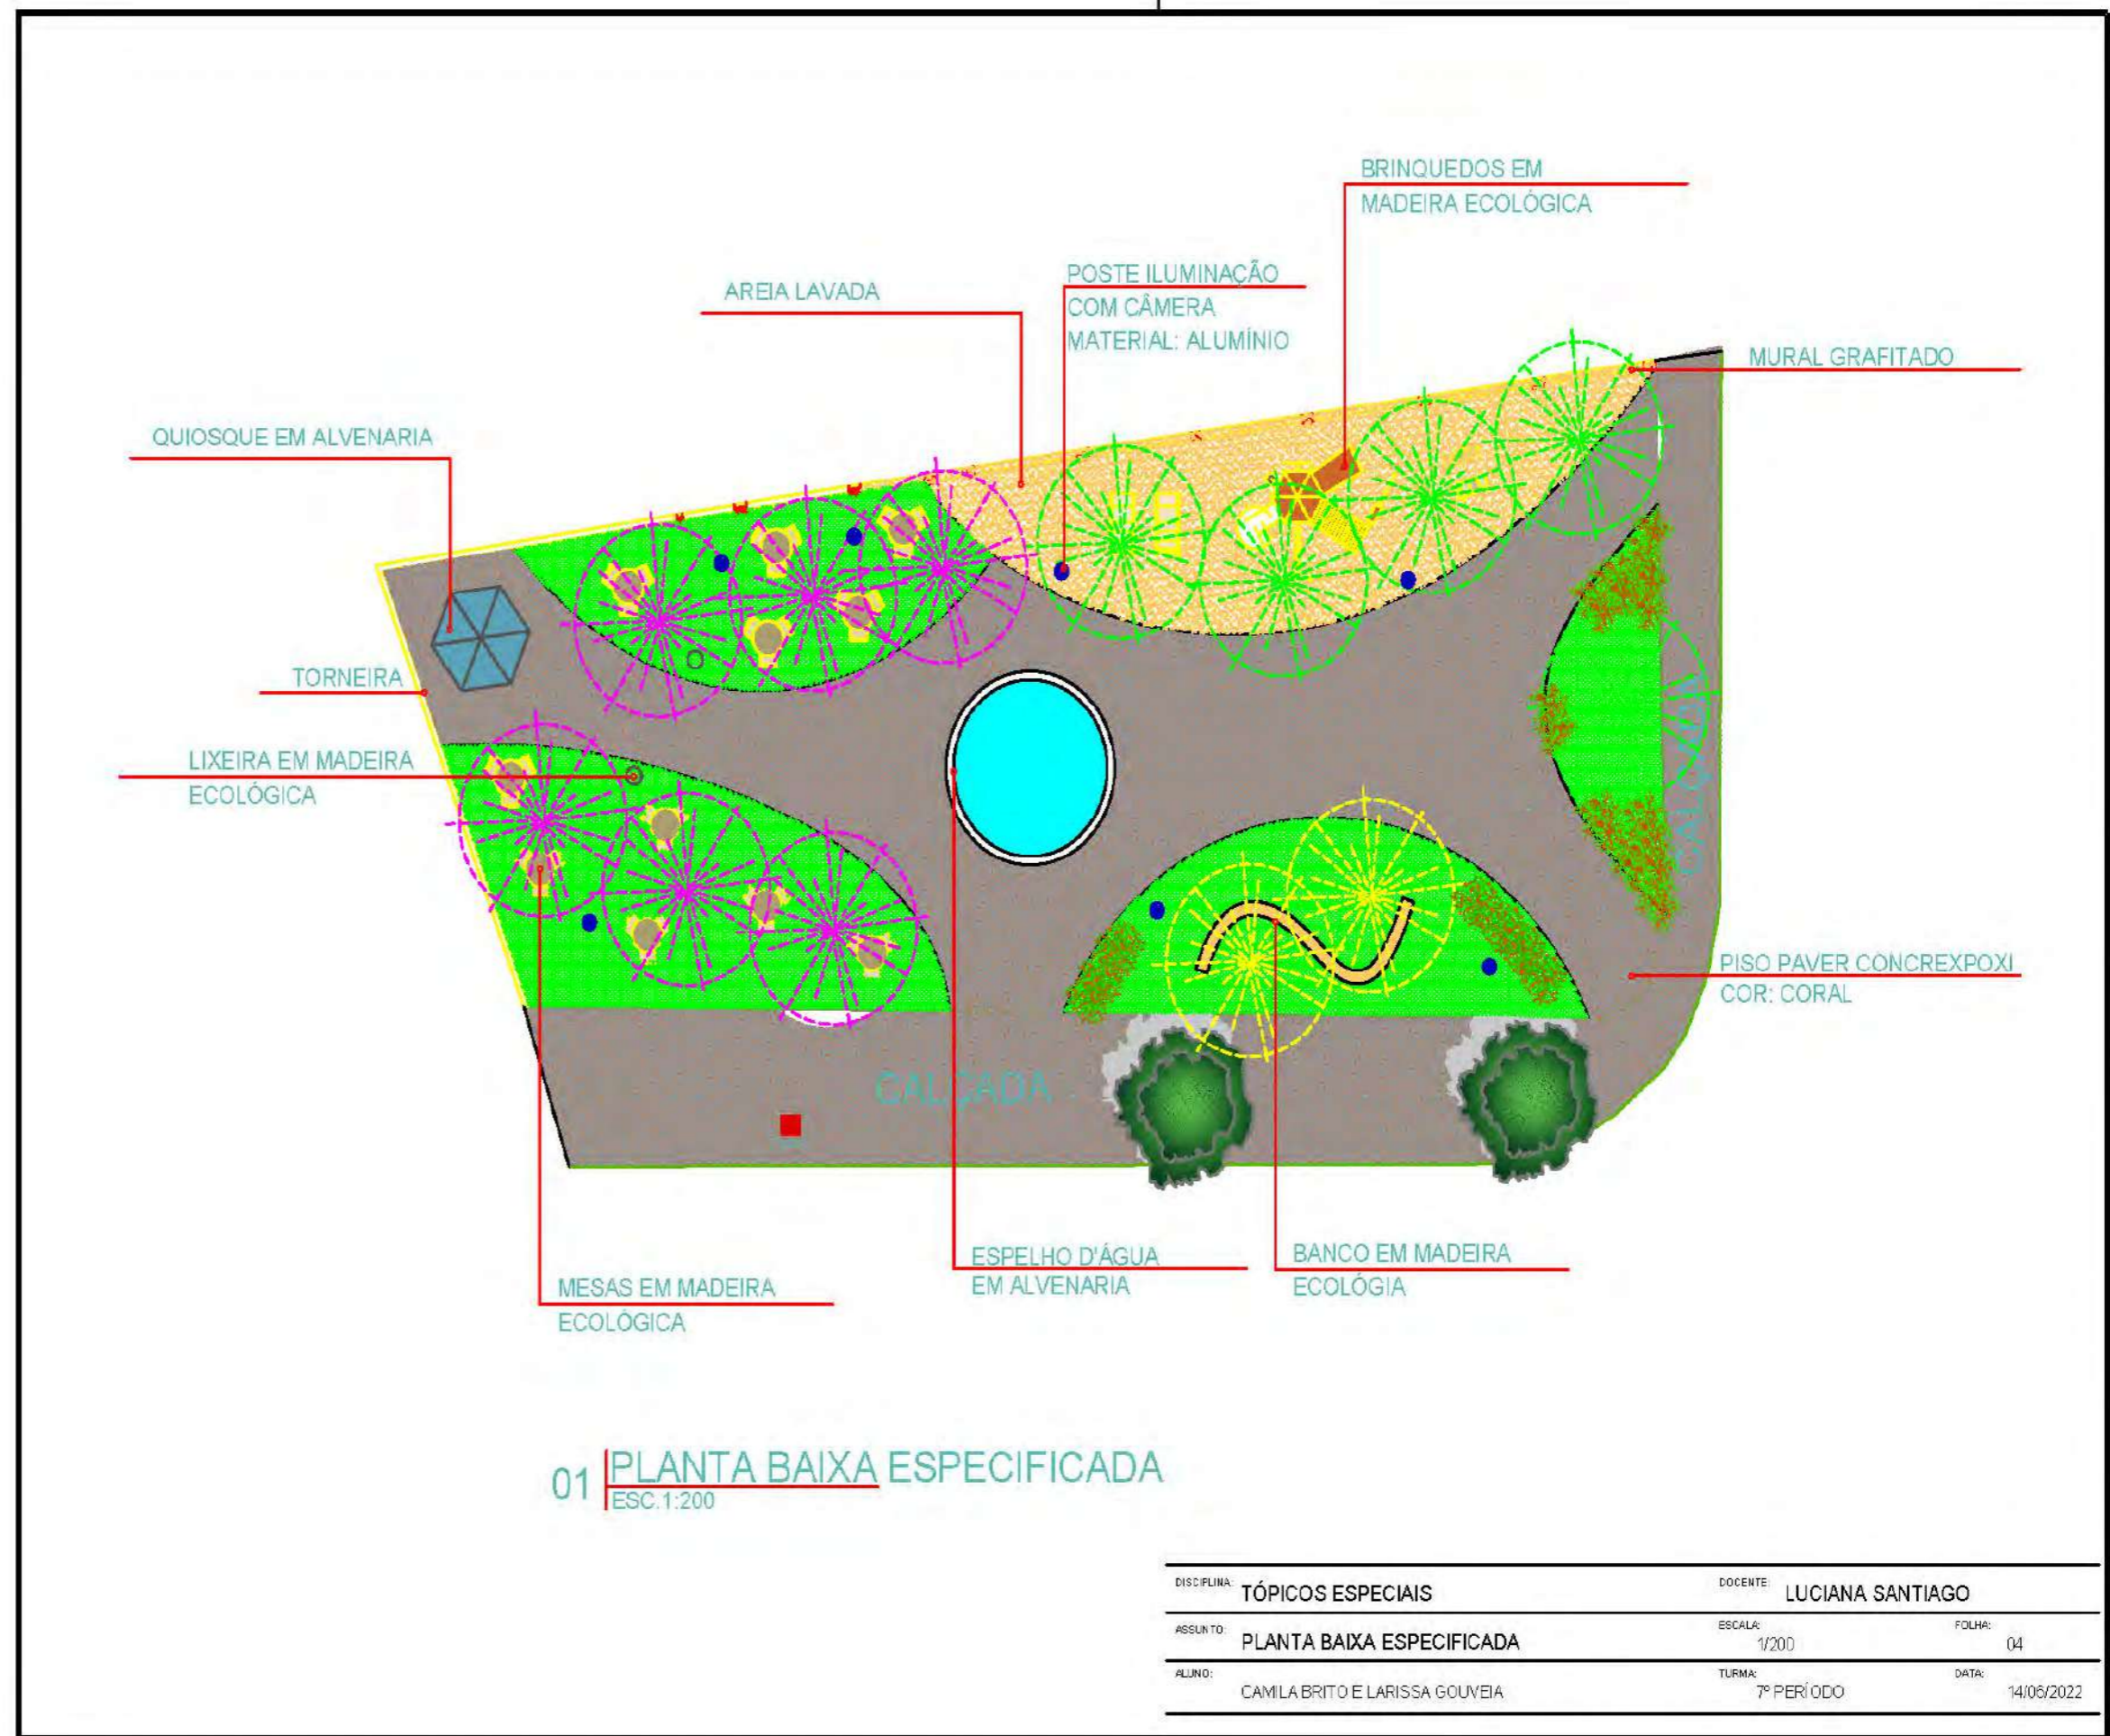 BRINQUEDOS EM
MADEIRA ECOLÓGICA
AREIA LAVADA
POSTE ILUMINAÇÃO
COM CÂMERA
MATERIAL: ALUMÍNIO
MURAL GRAFITADO
QUIOSQUE EM ALVENARIA
TORNEIRA
LIXEIRA EM MADEIRA
ECOLÓGICA
CALÇADA
PISO PAVER CONCREXPOXI
COR: CORAL
CALÇADA
ESPELHO D'ÁGUA
EM ALVENARIA
BANCO EM MADEIRA
ECOLÓGIA
MESAS EM MADEIRA
ECOLÓGICA
01 PLANTA BAIXA ESPECIFICADA
ESC.1:200
DISCIPLINA: TÓPICOS ESPECIAIS DOCENTE: LUCIANA SANTIAGO
ASSUNTO: PLANTA BAIXA ESPECIFICADA ESCALA: 1/200 FOLHA: 04
ALUNO: CAMILA BRITO E LARISSA GOUVEIA TURMA: 7º PERÍODO DATA: 14/06/2022